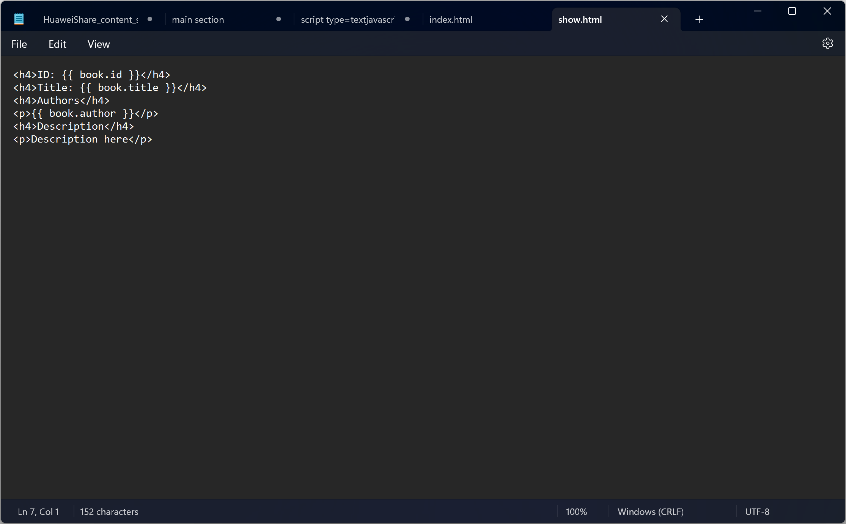 HuaweiShare_content_s
main section
script type=textjavascr
index.html
show.html
File Edit View
<h4>ID: {{ book.id }}</h4>
<h4>Title: {{ book.title }}</h4>
<h4>Authors</h4>
<p>{{ book.author }}</p>
<h4>Description</h4>
<p>Description here</p>
Ln 7, Col 1 152 characters 100% Windows (CRLF) UTF-8